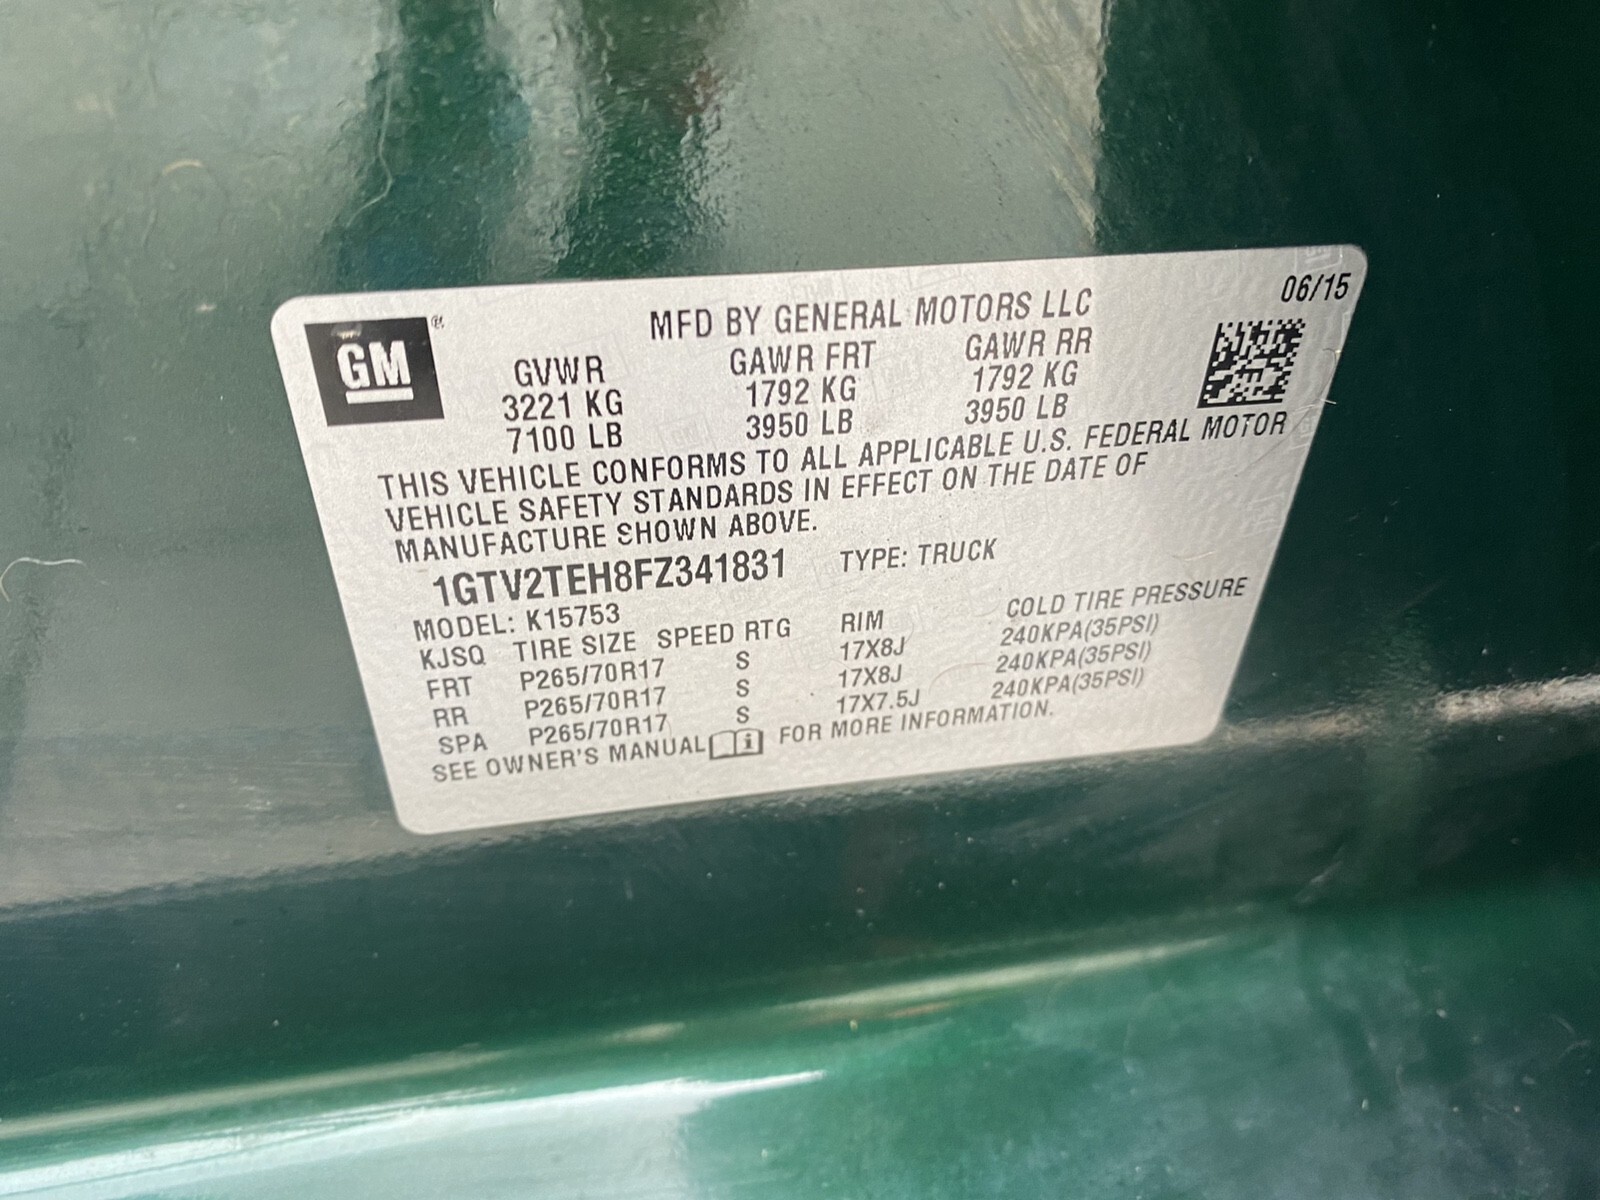 GM ®
MFD BY GENERAL MOTORS LLC 06/15
GVWR GAWR FRT GAWR RR
3221 KG 1792 KG 1792 KG
7100 LB 3950 LB 3950 LB
THIS VEHICLE CONFORMS TO ALL APPLICABLE U.S. FEDERAL MOTOR
VEHICLE SAFETY STANDARDS IN EFFECT ON THE DATE OF
MANUFACTURE SHOWN ABOVE.
1GTV2TEH8FZ341831 TYPE: TRUCK
MODEL: K15753
KJSQ TIRE SIZE SPEED RTG RIM COLD TIRE PRESSURE
FRT P265/70R17 S 17X8J 240KPA(35PSI)
RR P265/70R17 S 17X8J 240KPA(35PSI)
SPA P265/70R17 S 17X7.5J 240KPA(35PSI)
SEE OWNER'S MANUAL i FOR MORE INFORMATION.